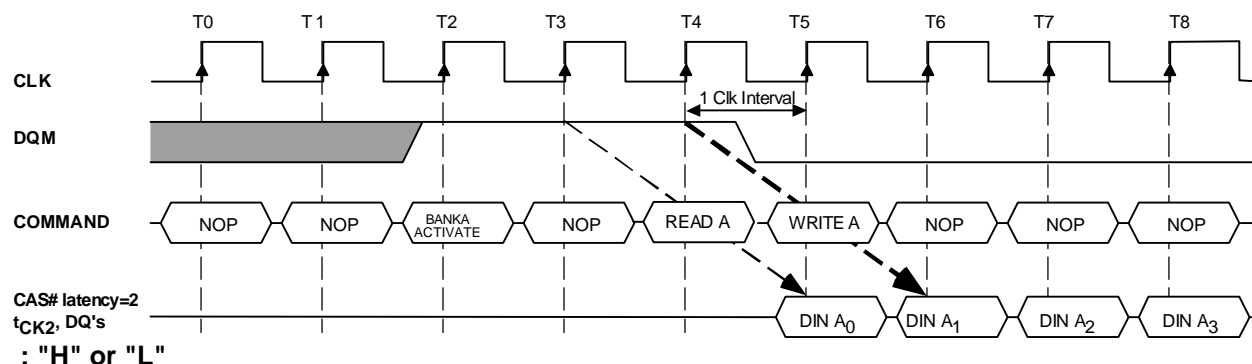 T0 T1 T2 T3 T4 T5 T6 T7 T8
CLK
1 Clk Interval
DQM
COMMAND NOP NOP BANKA ACTIVATE NOP READ A WRITE A NOP NOP NOP
CAS# latency=2
tCK2, DQ's DIN A0 DIN A1 DIN A2 DIN A3
: "H" or "L"